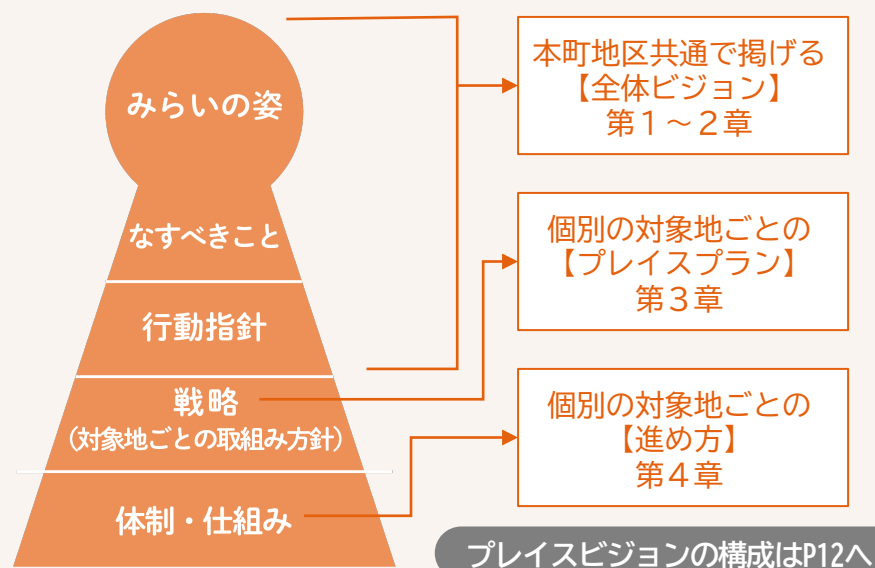 みらいの姿
なすべきこと
行動指針
戦略
（対象地ごとの取組み方針）
体制・仕組み
本町地区共通で掲げる
【全体ビジョン】
第１～２章
個別の対象地ごとの
【プレイスプラン】
第３章
個別の対象地ごとの
【進め方】
第４章
プレイスビジョンの構成はP12へ